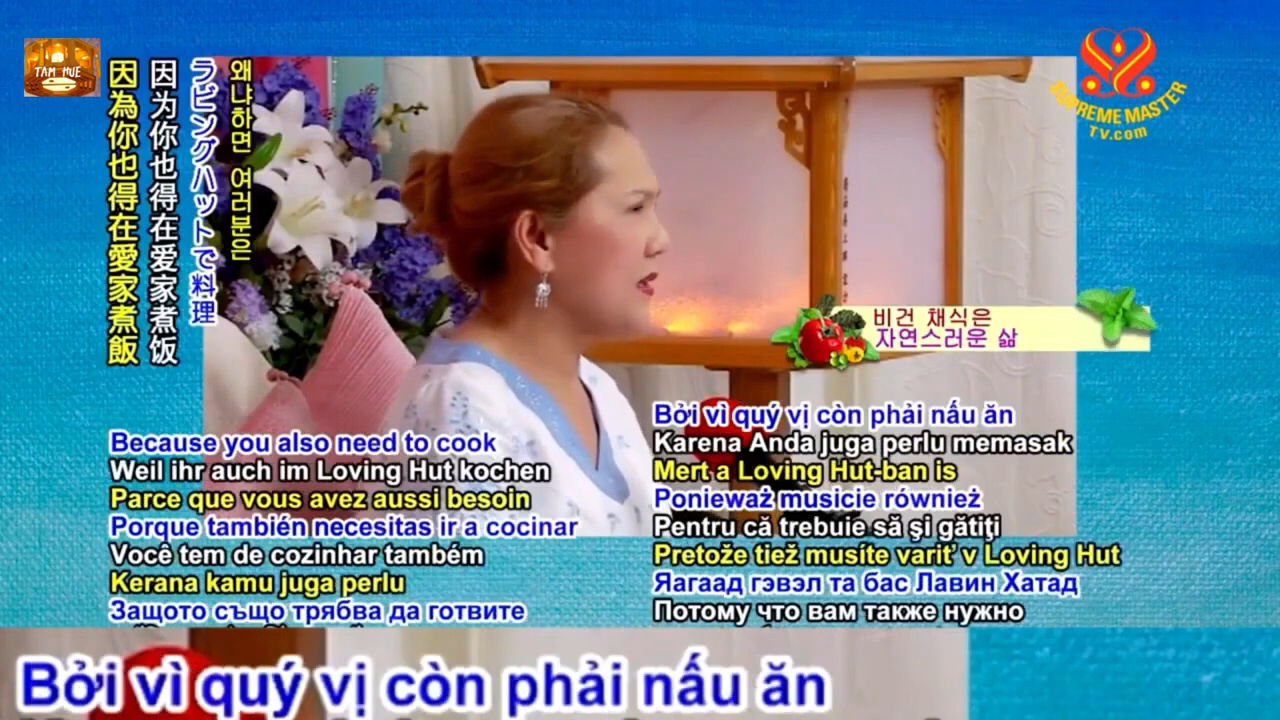 TAM HUE
SUPREME MASTER
TV.com
因為你也得在愛家煮飯
因为你也得在爱家煮饭
ラビングハットで料理
왜냐하면 여러분은
비건 채식은
자연스러운 삶
Because you also need to cook
Weil ihr auch im Loving Hut kochen
Parce que vous avez aussi besoin
Porque también necesitas ir a cocinar
Você tem de cozinhar também
Kerana kamu juga perlu
Защото също трябва да готвите
Bởi vì quý vị còn phải nấu ăn
Karena Anda juga perlu memasak
Mert a Loving Hut-ban is
Ponieważ musicie również
Pentru că trebuie să şi gătiţi
Pretože tiež musíte variť v Loving Hut
Яагаад гэвэл та бас Лавин Хатад
Потому что вам также нужно
Bởi vì quý vị còn phải nấu ăn